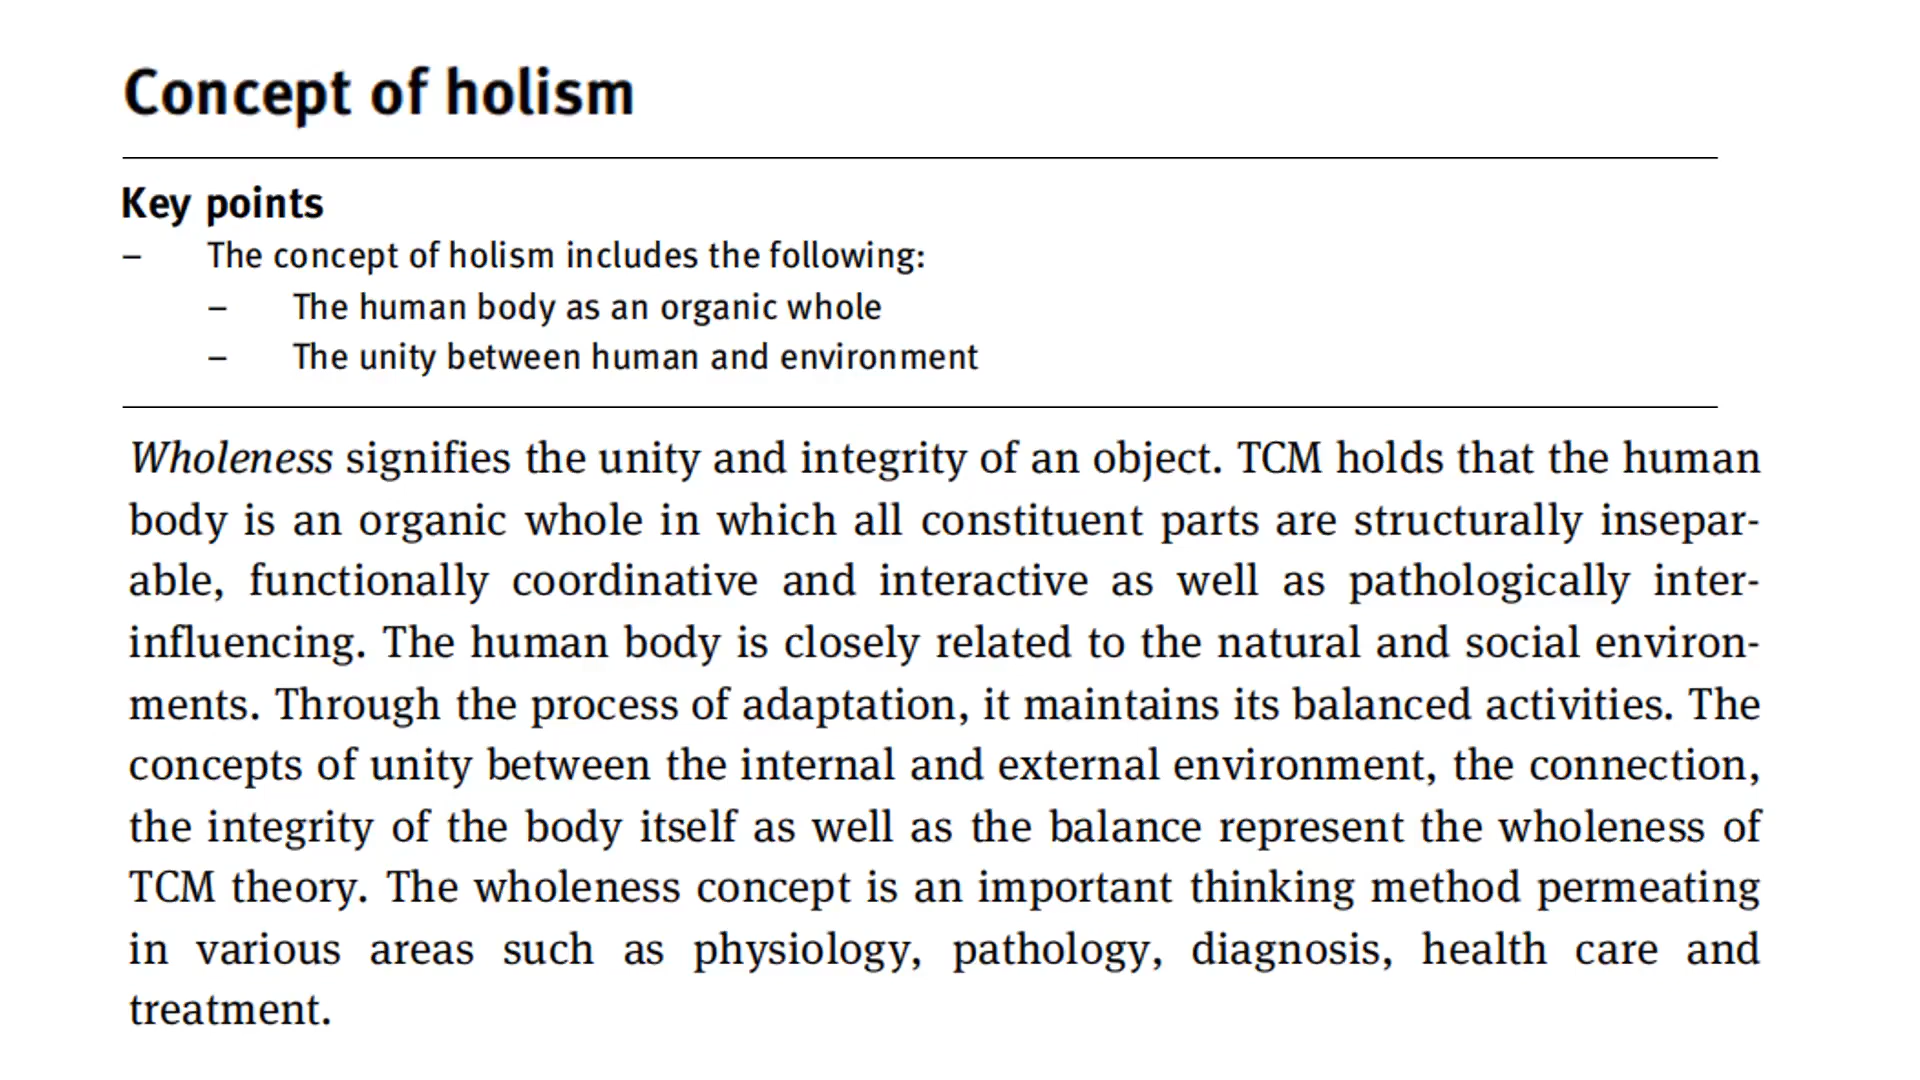 Concept of holism
Key points
– The concept of holism includes the following:
– The human body as an organic whole
– The unity between human and environment
Wholeness signifies the unity and integrity of an object. TCM holds that the human
body is an organic whole in which all constituent parts are structurally insepar-
able, functionally coordinative and interactive as well as pathologically inter-
influencing. The human body is closely related to the natural and social environ-
ments. Through the process of adaptation, it maintains its balanced activities. The
concepts of unity between the internal and external environment, the connection,
the integrity of the body itself as well as the balance represent the wholeness of
TCM theory. The wholeness concept is an important thinking method permeating
in various areas such as physiology, pathology, diagnosis, health care and
treatment.